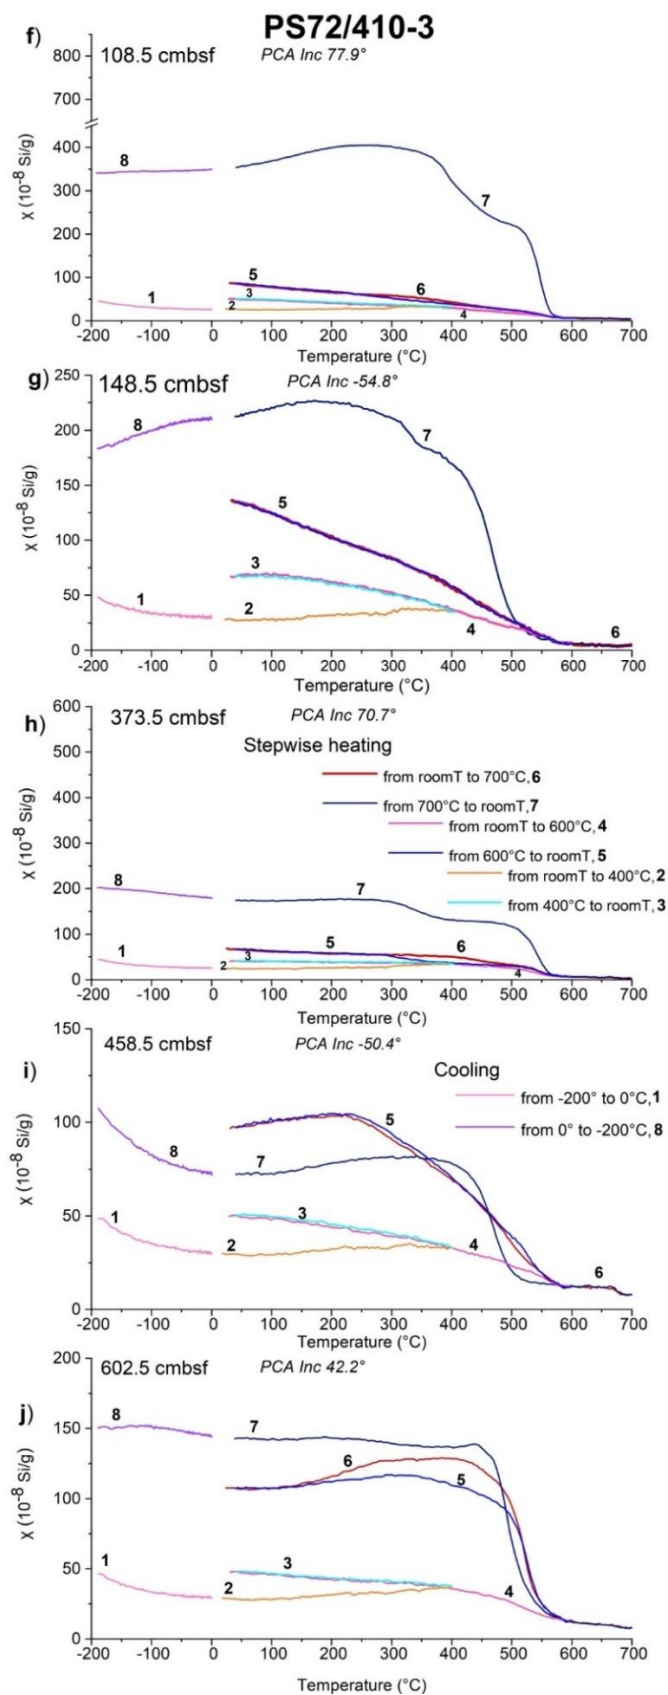 PS72/410-3
f)
108.5 cmbsf
PCA Inc 77.9°
800
700
400
300
200
100
0
χ (10⁻⁸ Si/g)
8
1
5
3
2
6
4
7
-200 -100 0 100 200 300 400 500 600 700
Temperature (°C)
g)
148.5 cmbsf
PCA Inc -54.8°
250
200
150
100
50
0
χ (10⁻⁸ Si/g)
8
7
5
3
1
2
4
6
-200 -100 0 100 200 300 400 500 600 700
Temperature (°C)
h)
373.5 cmbsf
PCA Inc 70.7°
Stepwise heating
from roomT to 700°C, 6
from 700°C to roomT, 7
from roomT to 600°C, 4
from 600°C to roomT, 5
from roomT to 400°C, 2
from 400°C to roomT, 3
600
500
400
300
200
100
0
χ (10⁻⁸ Si/g)
8
7
1
2
3
5
6
4
-200 -100 0 100 200 300 400 500 600 700
Temperature (°C)
i)
458.5 cmbsf
PCA Inc -50.4°
Cooling
from -200° to 0°C, 1
from 0° to -200°C, 8
150
100
50
0
χ (10⁻⁸ Si/g)
8
5
7
1
3
2
4
6
-200 -100 0 100 200 300 400 500 600 700
Temperature (°C)
j)
602.5 cmbsf
PCA Inc 42.2°
200
150
100
50
0
χ (10⁻⁸ Si/g)
8
7
6
5
1
3
2
4
-200 -100 0 100 200 300 400 500 600 700
Temperature (°C)